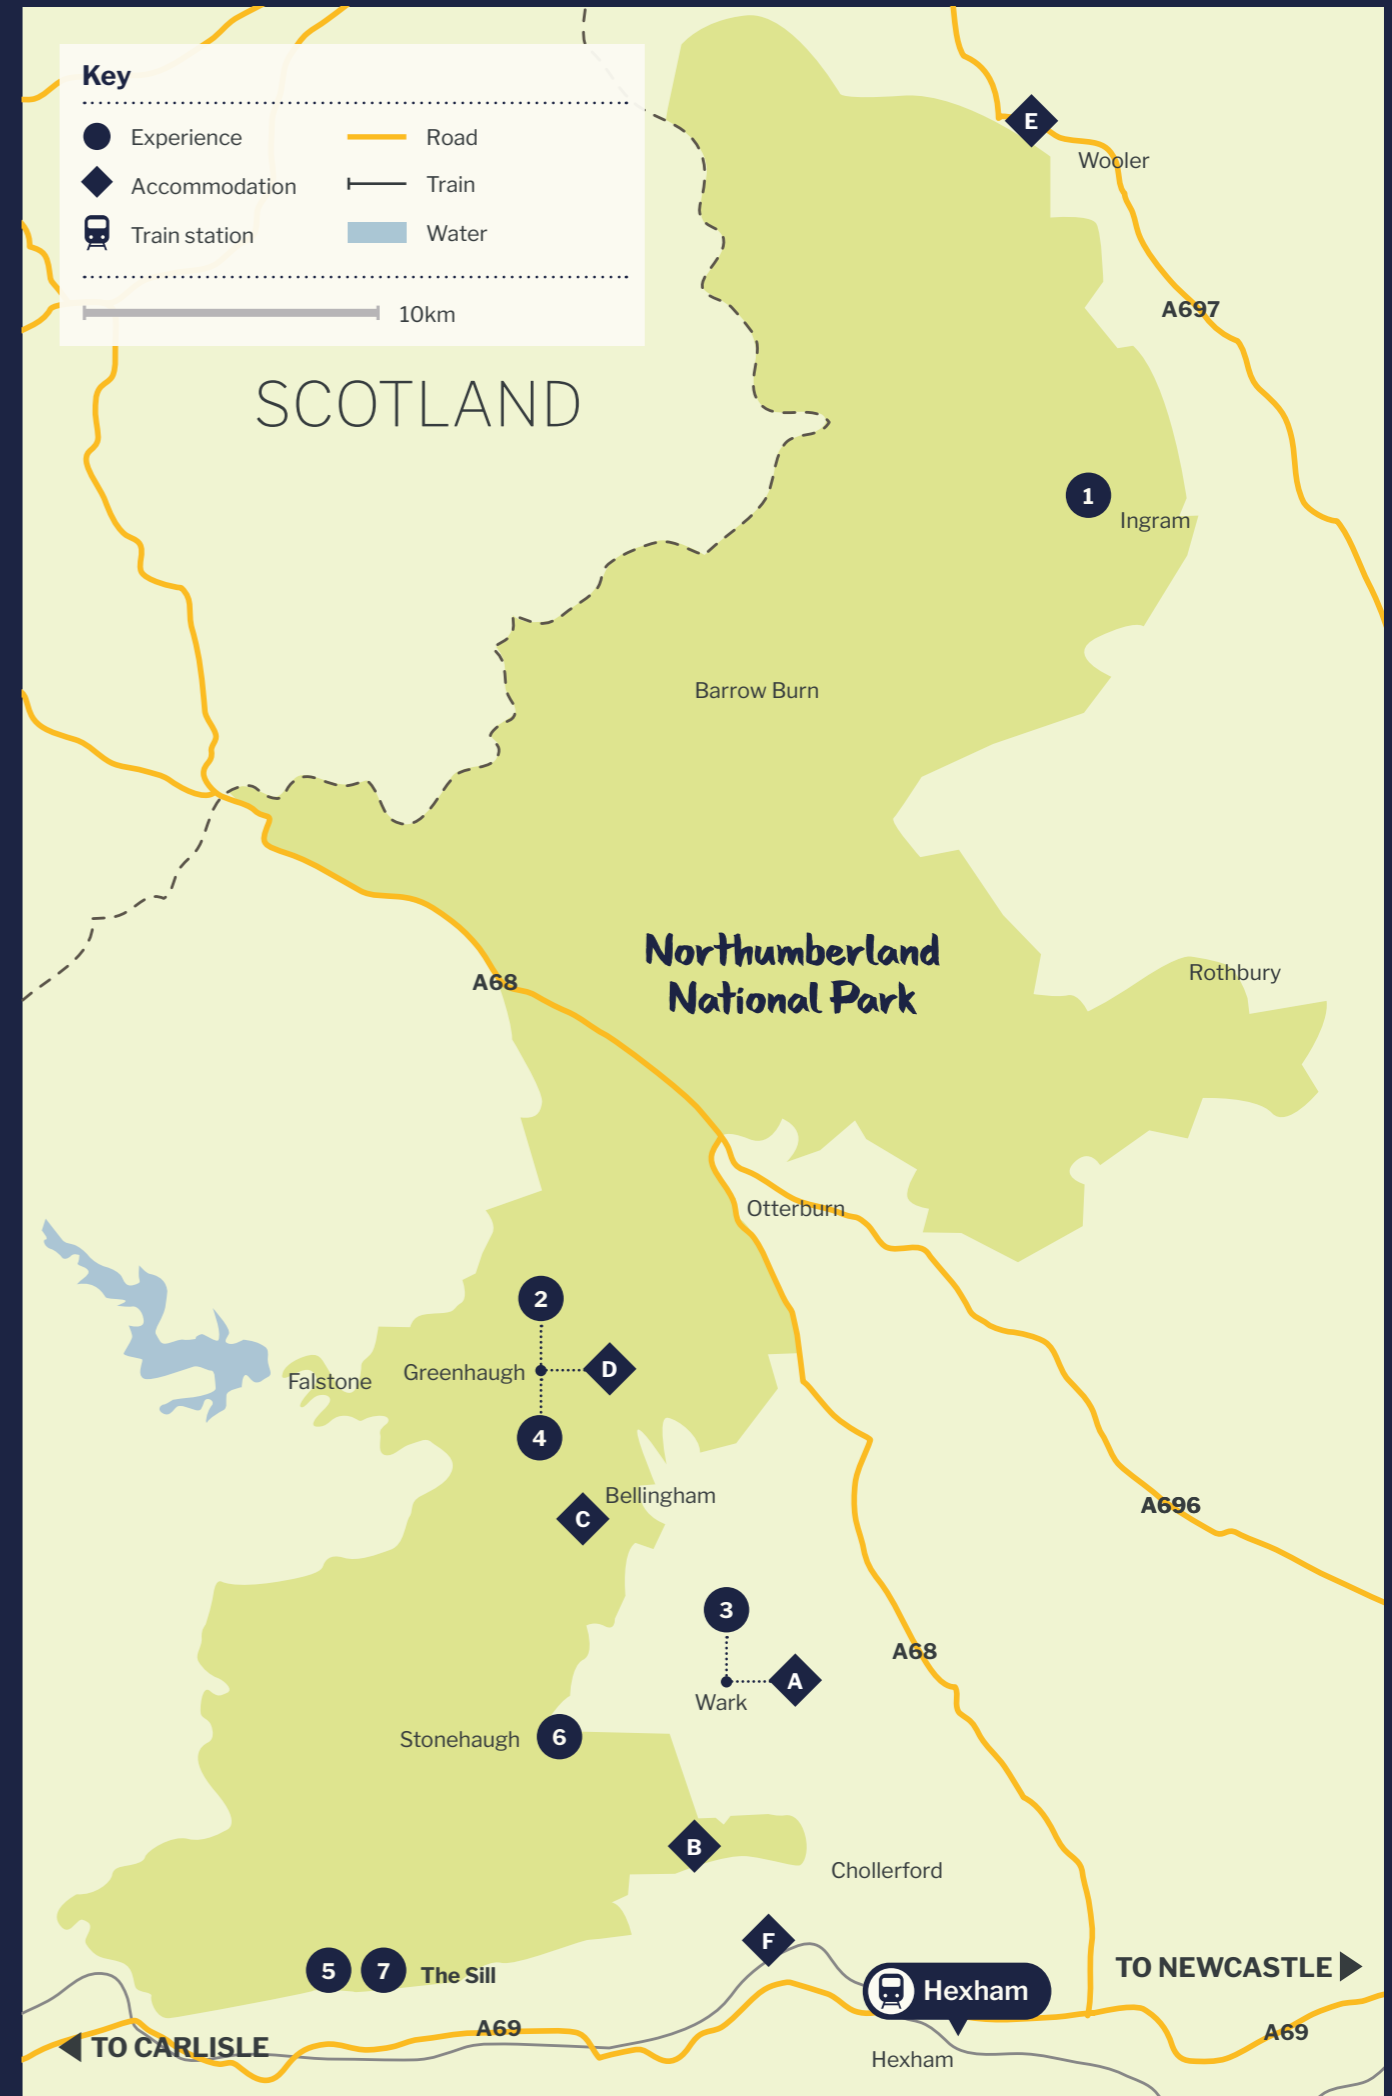 Key
Experience
Road
Accommodation
Train
Train station
Water
10km
E
Wooler
A697
SCOTLAND
1
Ingram
Barrow Burn
Northumberland
National Park
Rothbury
A68
Otterburn
2
Falstone
Greenhaugh
D
4
Bellingham
C
A696
3
A68
A
Wark
Stonehaugh
6
B
Chollerford
F
5
7
The Sill
TO NEWCASTLE
Hexham
A69
A69
TO CARLISLE
Hexham